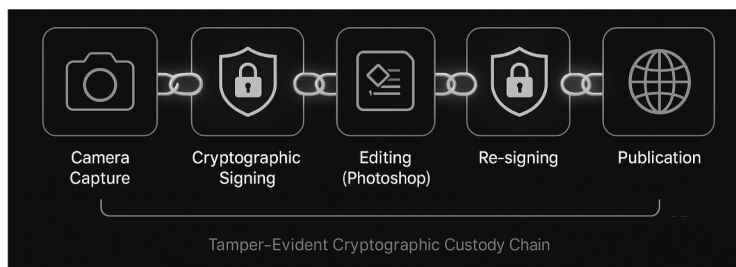 Camera
Capture
Cryptographic
Signing
Editing
(Photoshop)
Re-signing
Publication
Tamper-Evident Cryptographic Custody Chain